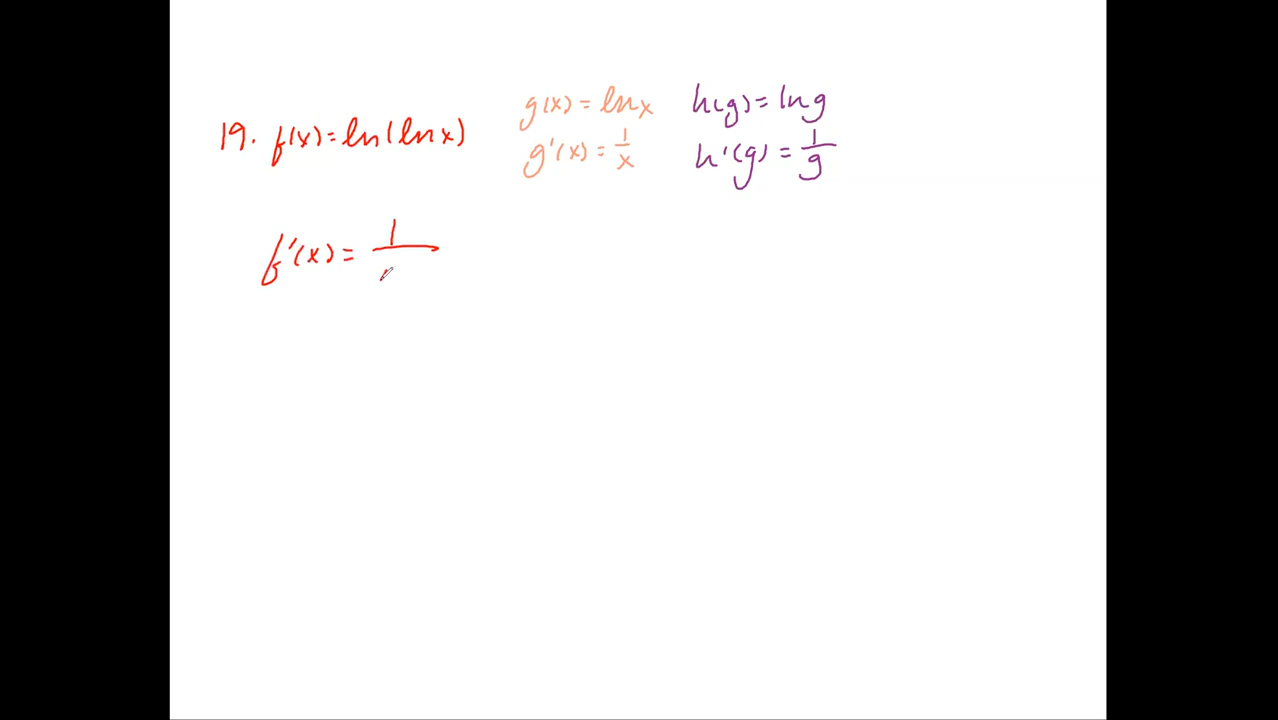 19. f(x) = ln(ln x)
g(x) = ln x
g'(x) = 1/x
h(g) = ln g
h'(g) = 1/g
f'(x) = 1/